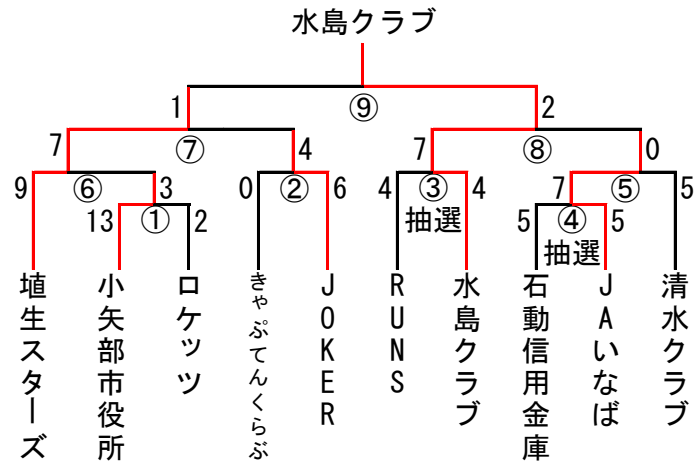 水島クラブ
⑨
1
2
⑦
⑧
7
4
7
0
⑥
②
③
⑤
9
3
0
6
4
4
7
5
抽選
①
④
13
2
5
5
抽選
埴生スターズ
小矢部市役所
ロケッツ
きゃぷてんくらぶ
JOKER
RUNS
水島クラブ
石動信用金庫
JAいなば
清水クラブ